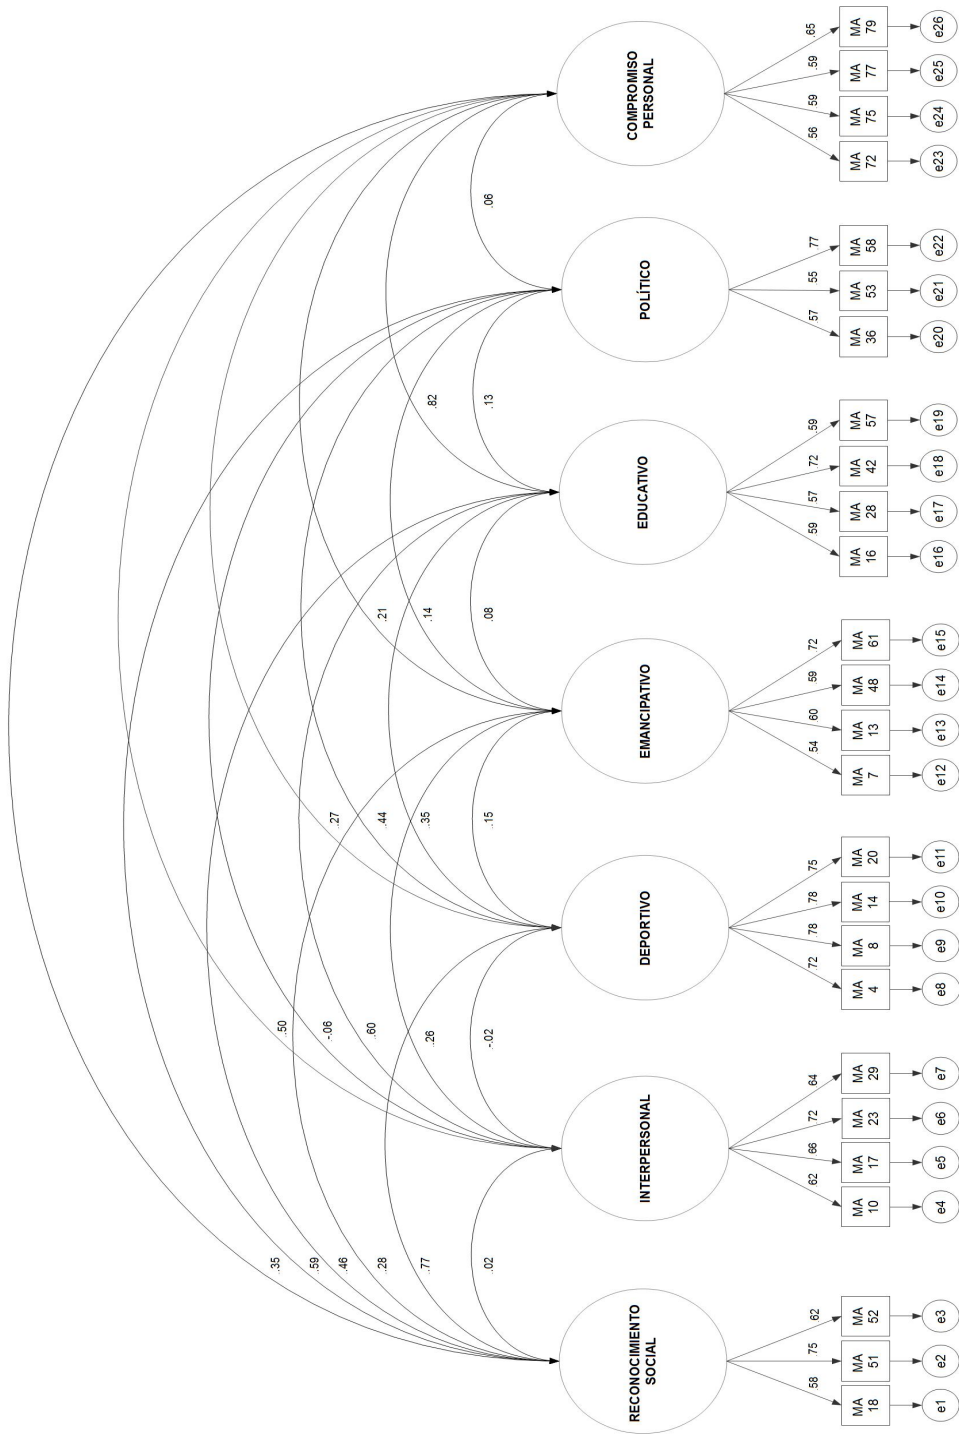 RECONOCIMIENTO
SOCIAL
INTERPERSONAL
DEPORTIVO
EMANCIPATIVO
EDUCATIVO
POLÍTICO
COMPROMISO
PERSONAL
.35
.59
.46
.28
.77
.02
.50
-.06
.60
.26
-.02
.27
.44
.35
.15
.21
.14
.08
.82
.13
.06
.58
.75
.62
.62
.66
.72
.64
.72
.78
.78
.75
.54
.60
.59
.72
.59
.57
.72
.59
.57
.55
.77
.56
.59
.59
.65
MA
18
MA
51
MA
52
MA
10
MA
17
MA
23
MA
29
MA
4
MA
8
MA
14
MA
20
MA
7
MA
13
MA
48
MA
61
MA
16
MA
28
MA
42
MA
57
MA
36
MA
53
MA
58
MA
72
MA
75
MA
77
MA
79
e1
e2
e3
e4
e5
e6
e7
e8
e9
e10
e11
e12
e13
e14
e15
e16
e17
e18
e19
e20
e21
e22
e23
e24
e25
e26